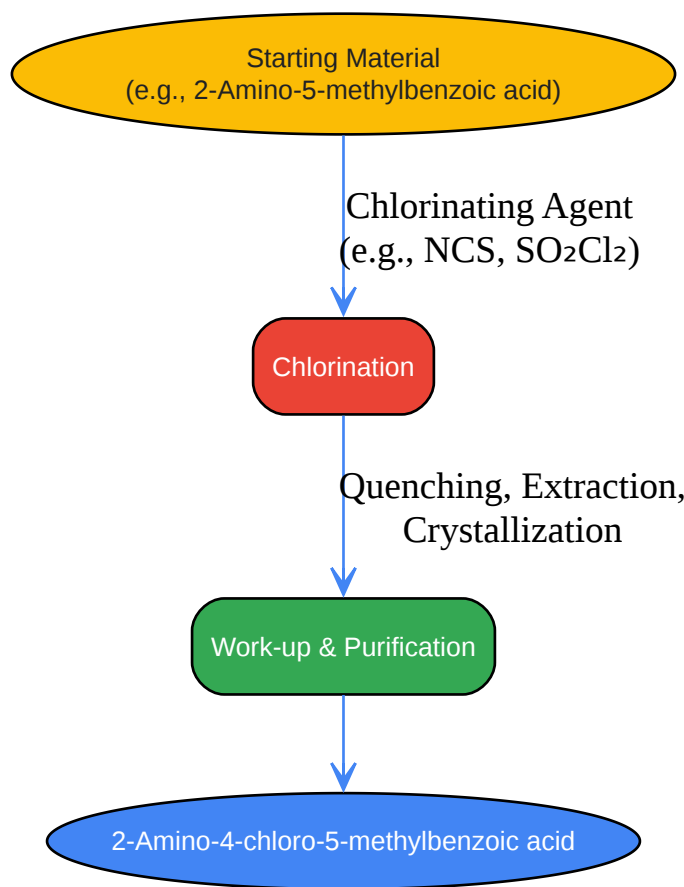 Starting Material
(e.g., 2-Amino-5-methylbenzoic acid)
Chlorinating Agent
(e.g., NCS, SO₂Cl₂)
Chlorination
Quenching, Extraction,
Crystallization
Work-up & Purification
2-Amino-4-chloro-5-methylbenzoic acid